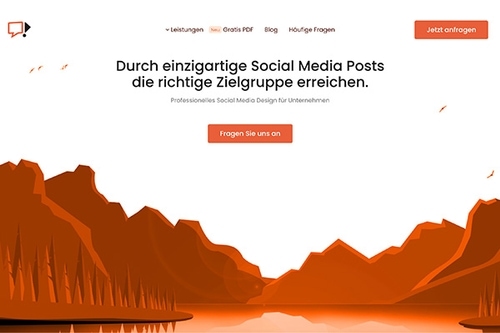 Leistungen Neu Gratis PDF Blog Häufige Fragen Jetzt anfragen
Durch einzigartige Social Media Posts
die richtige Zielgruppe erreichen.
Professionelles Social Media Design für Unternehmen
Fragen Sie uns an